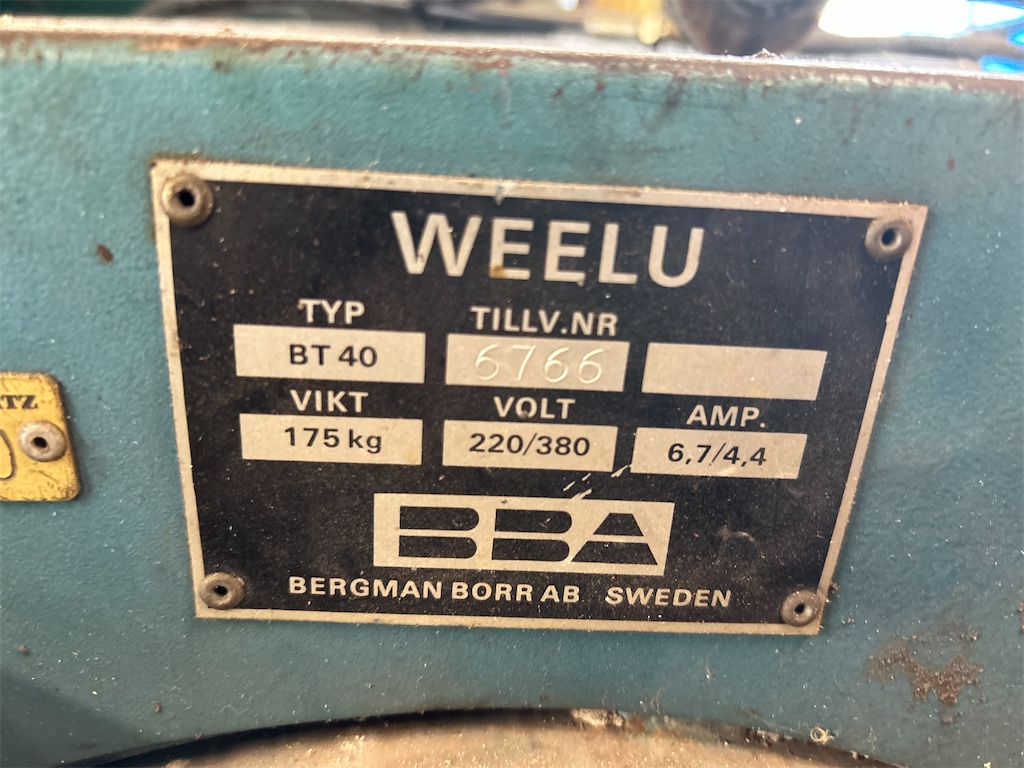 WEELU
TYP TILLV.NR
BT 40 6766
VIKT VOLT AMP.
175 kg 220/380 6,7/4,4
BBA
BERGMAN BORR AB SWEDEN